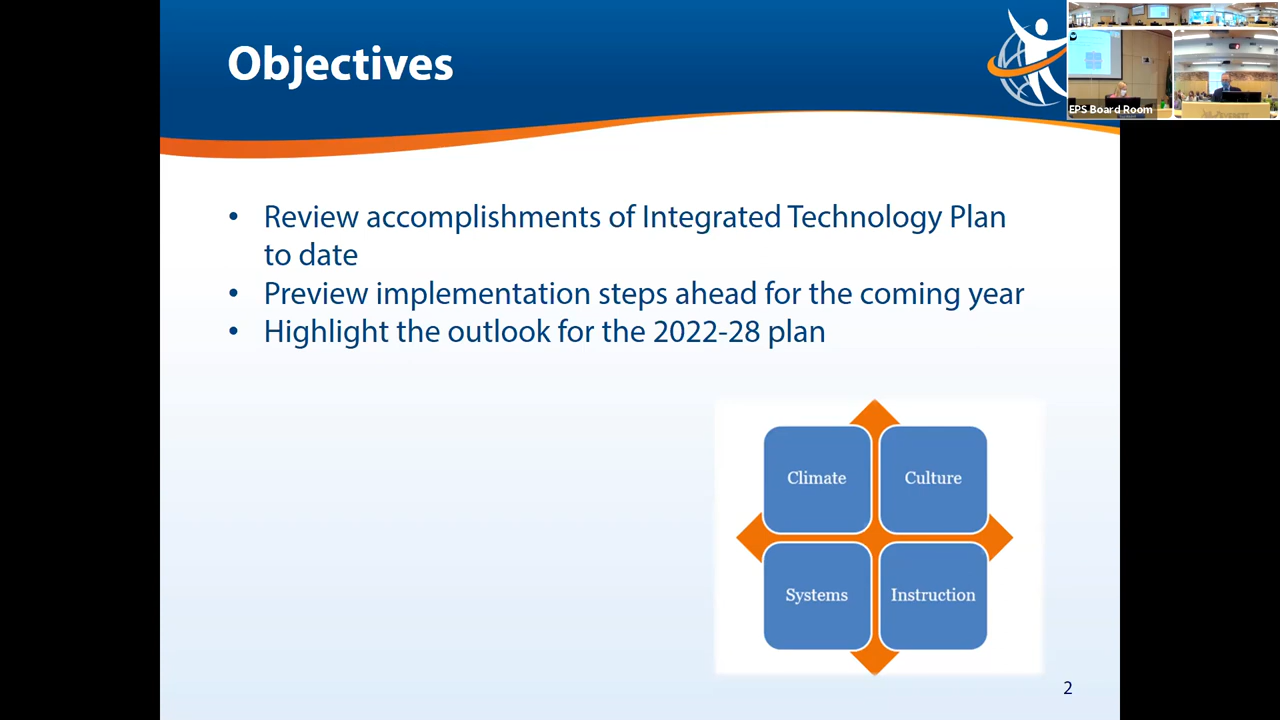 Objectives
EPS Board Room
• Review accomplishments of Integrated Technology Plan
to date
• Preview implementation steps ahead for the coming year
• Highlight the outlook for the 2022-28 plan
Climate
Culture
Systems
Instruction
2